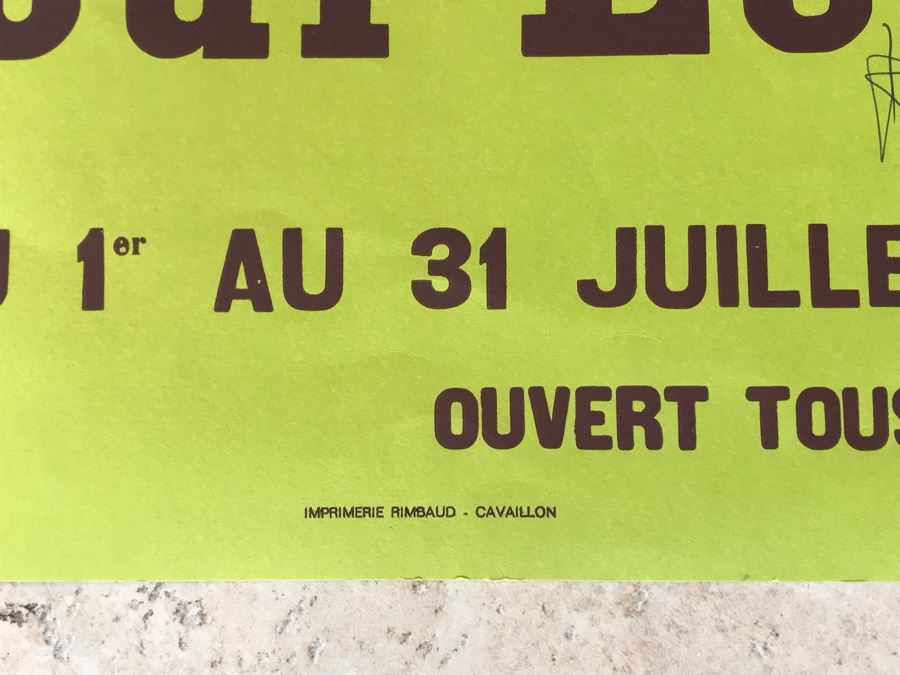 1er AU 31 JUILLE
OUVERT TOUS
IMPRIMERIE RIMBAUD - CAVAILLON